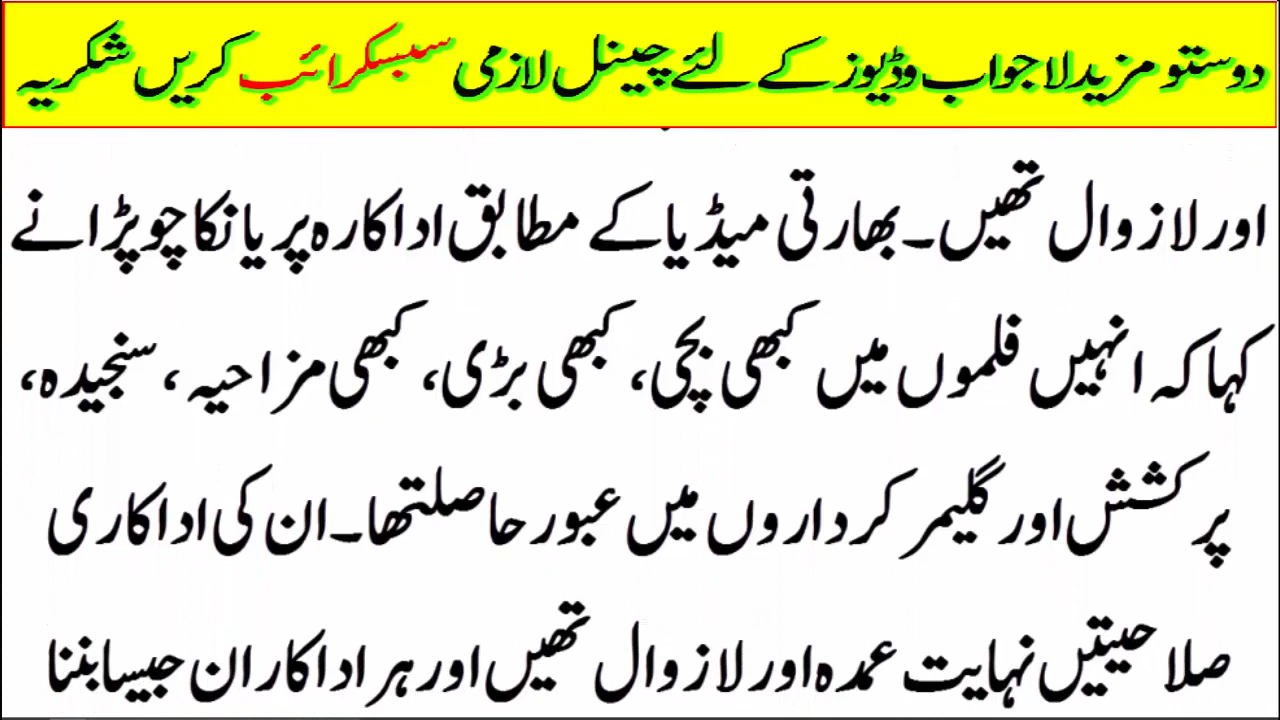 دوستو مزید لاجواب وڈیوز کے لئے چینل لازمی سبسکرائب کریں شکریہ
اور لازوال تھیں۔ بھارتی میڈیا کے مطابق اداکارہ پریانکا چوپڑا نے
کہا کہ انہیں فلموں میں کبھی بچی، کبھی بڑی، کبھی مزاحیہ، سنجیدہ،
پرکشش اور گلیمر کرداروں میں عبور حاصلتھا۔ ان کی اداکاری
صلاحیتیں نہایت عمدہ اور لازوال تھیں اور ہر اداکار ان جیسا بننا